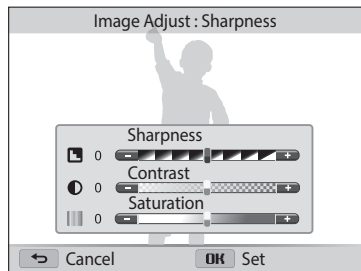 Image Adjust : Sharpness
Sharpness
0 - +
Contrast
0 - +
Saturation
0 - +
Cancel OK Set